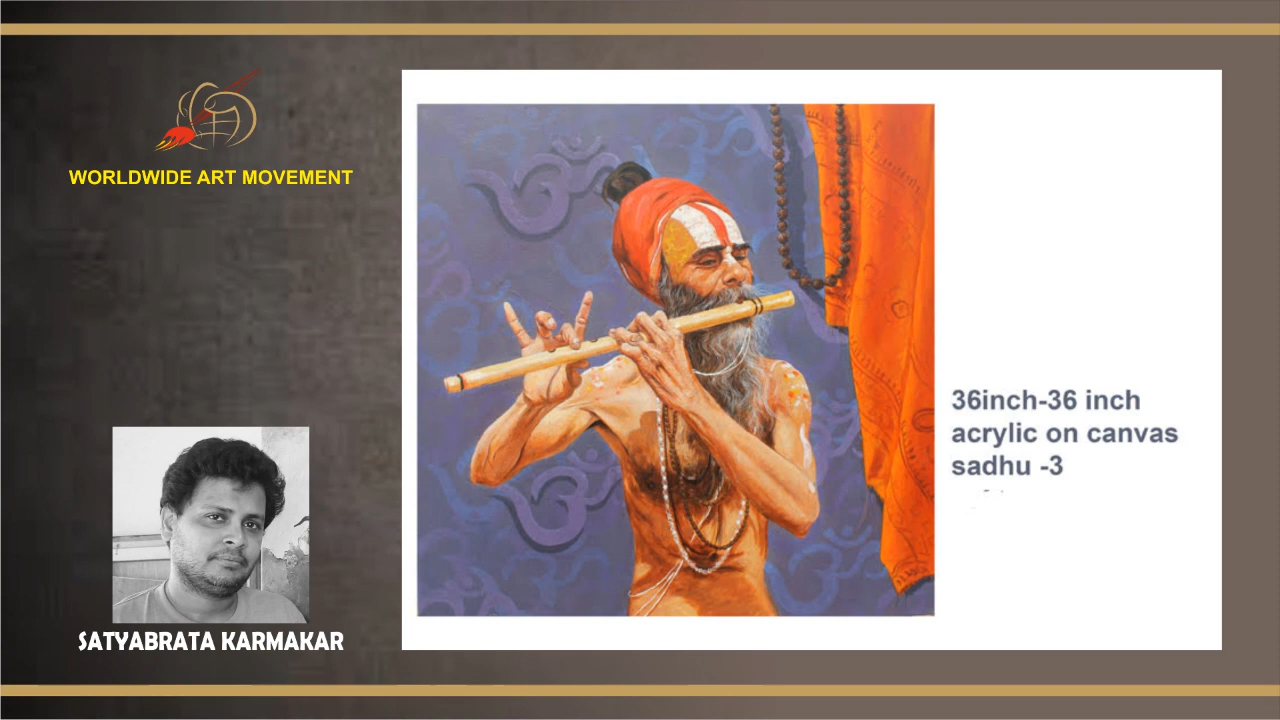 WORLDWIDE ART MOVEMENT
SATYABRATA KARMAKAR
36inch-36 inch
acrylic on canvas
sadhu -3
ॐ
ॐ
ॐ